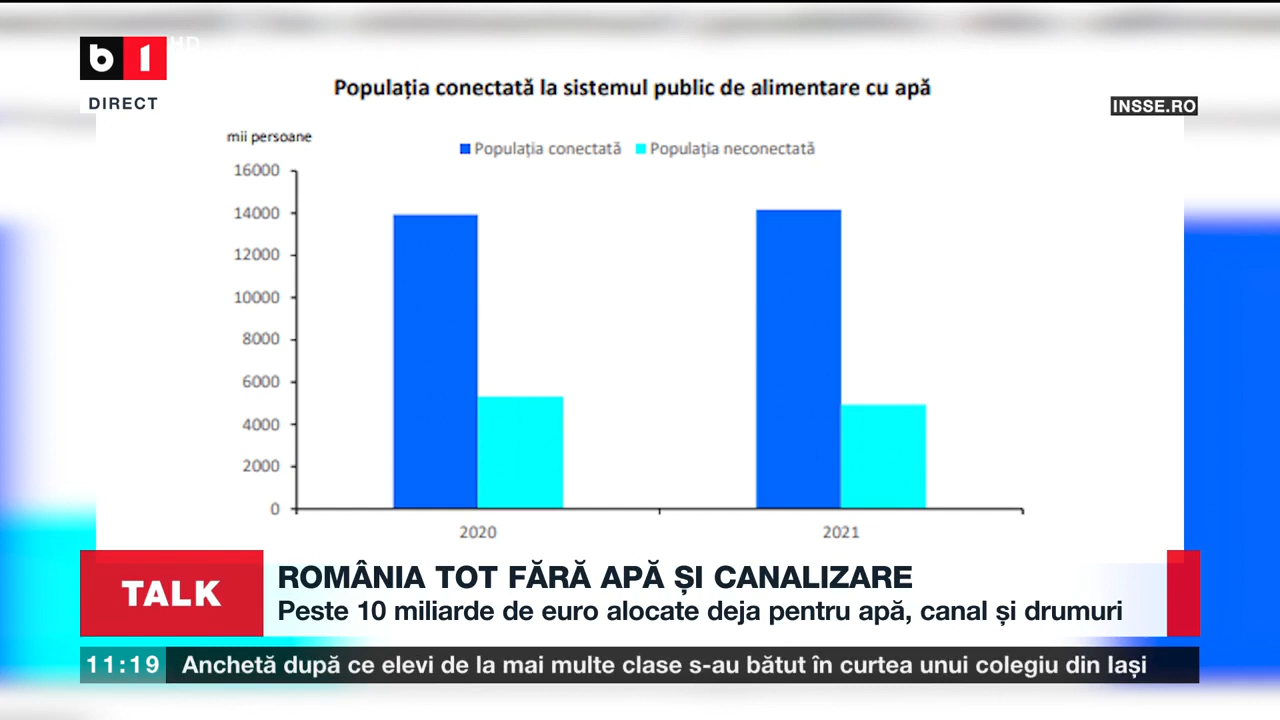 b1 HD
DIRECT
INSSE.RO
Populația conectată la sistemul public de alimentare cu apă
mii persoane
Populația conectată Populația neconectată
16000
14000
12000
10000
8000
6000
4000
2000
0
2020 2021
TALK
ROMÂNIA TOT FĂRĂ APĂ ȘI CANALIZARE
Peste 10 miliarde de euro alocate deja pentru apă, canal și drumuri
11:19 Anchetă după ce elevi de la mai multe clase s-au bătut în curtea unui colegiu din Iași